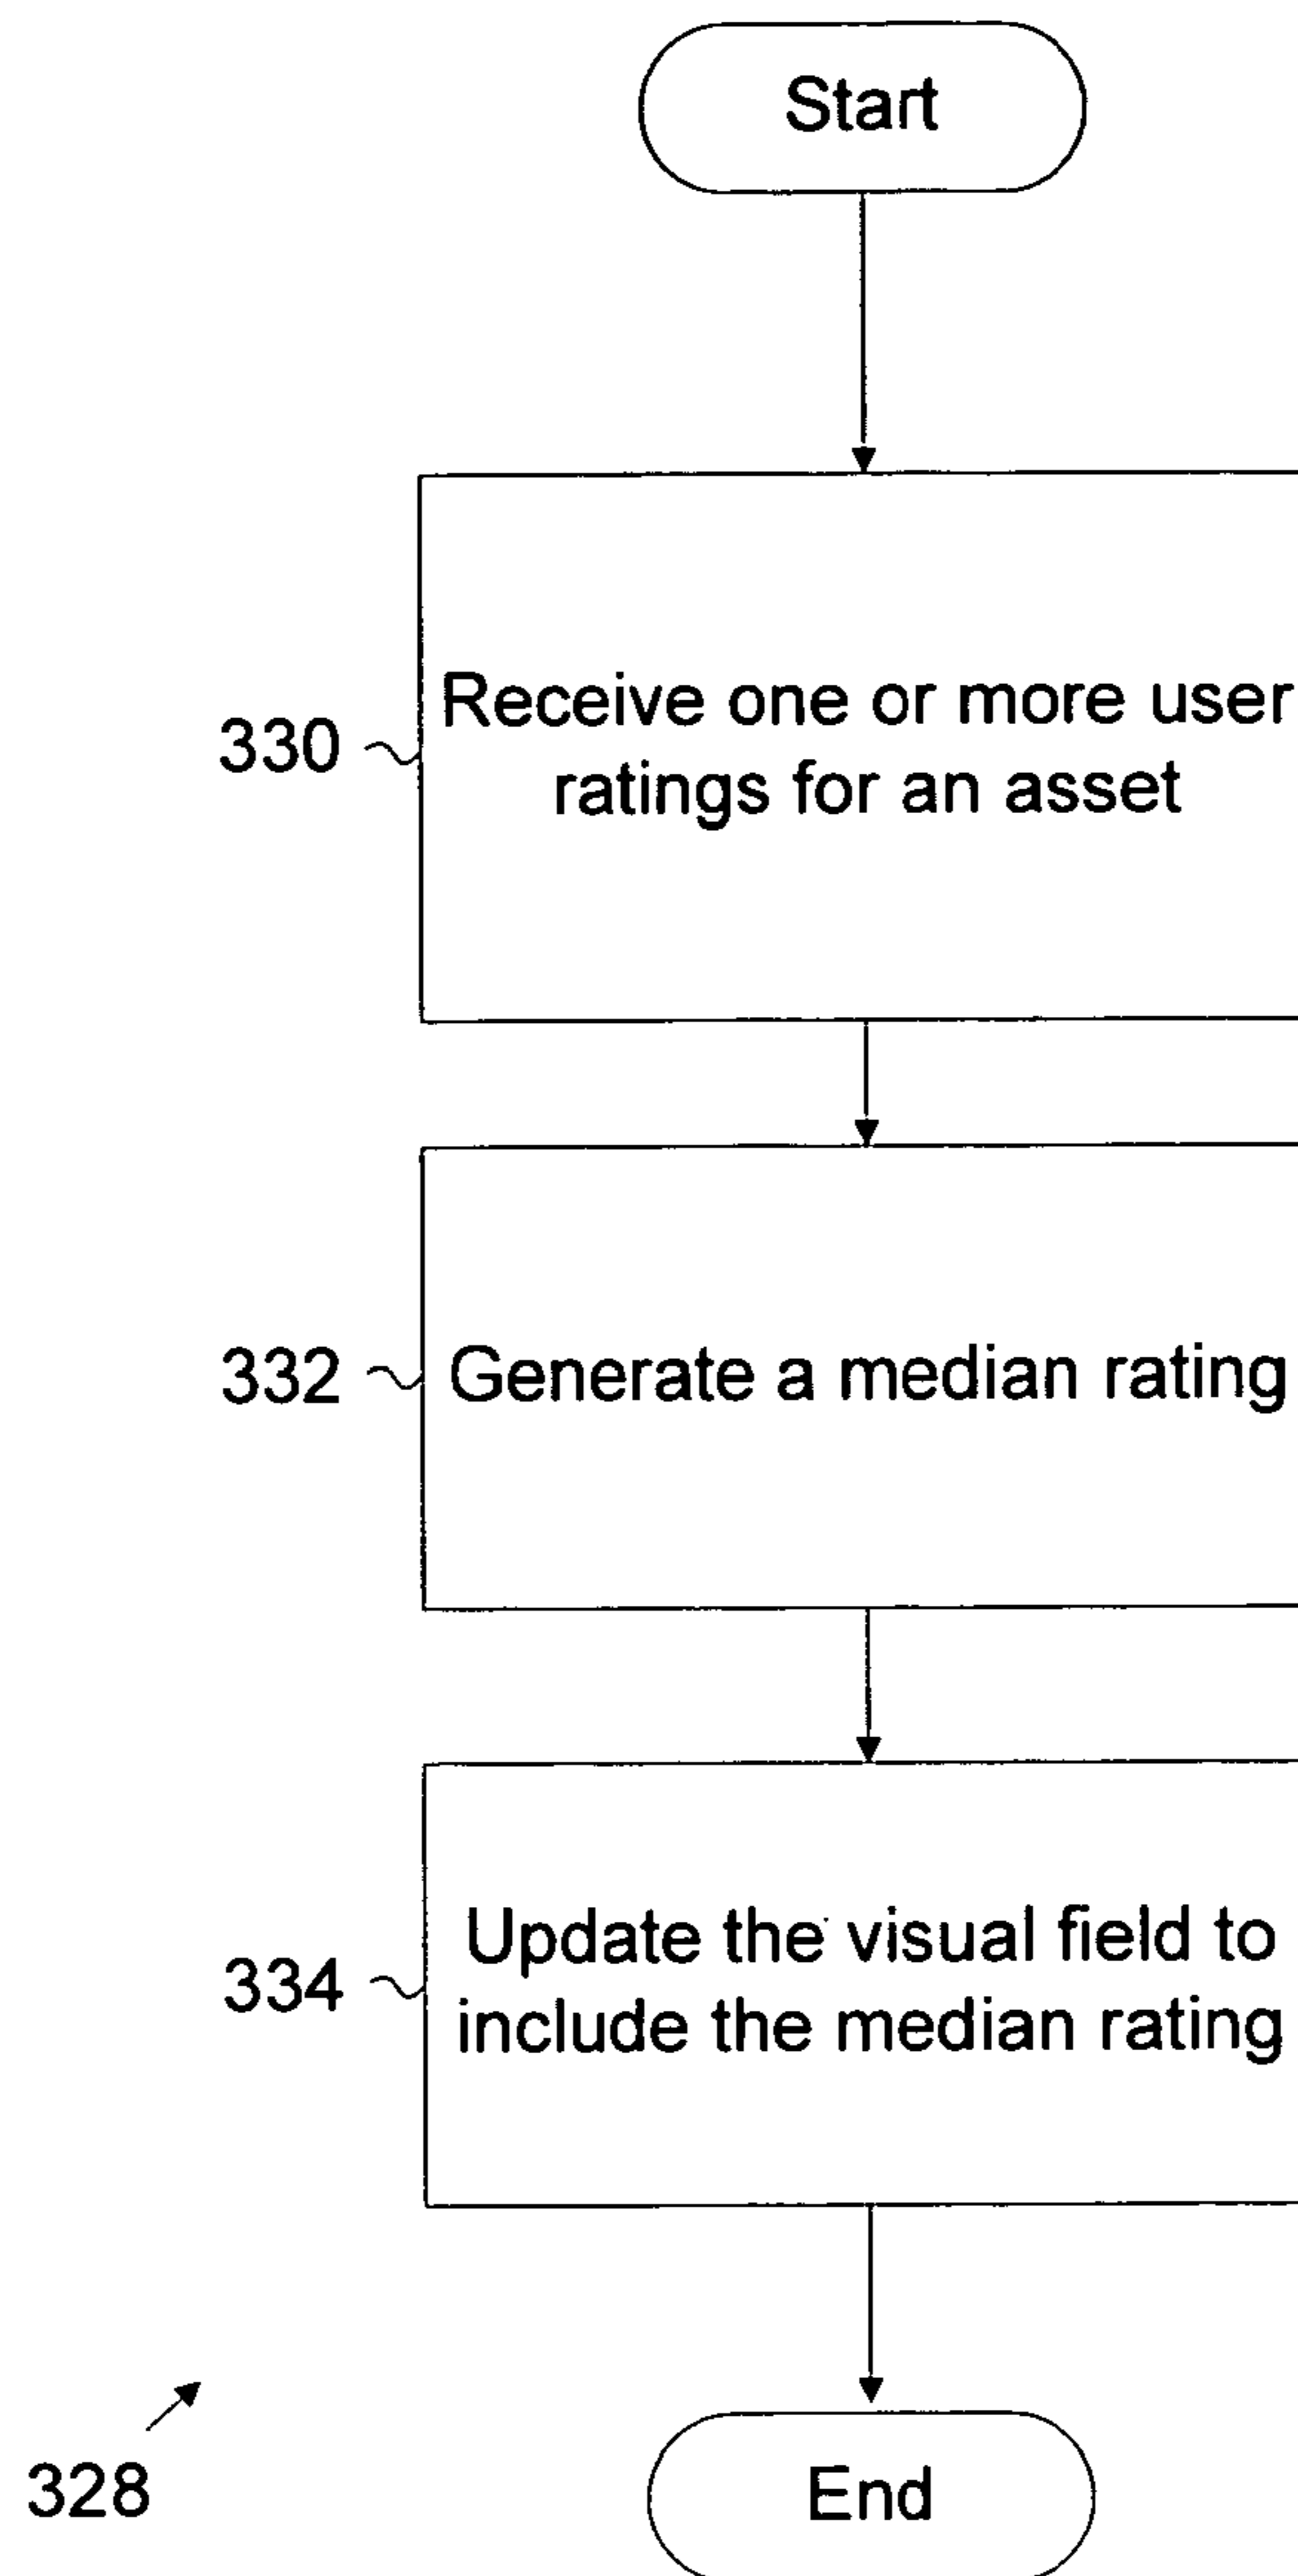 Start
330
Receive one or more user
ratings for an asset
332
Generate a median rating
334
Update the visual field to
include the median rating
328
End